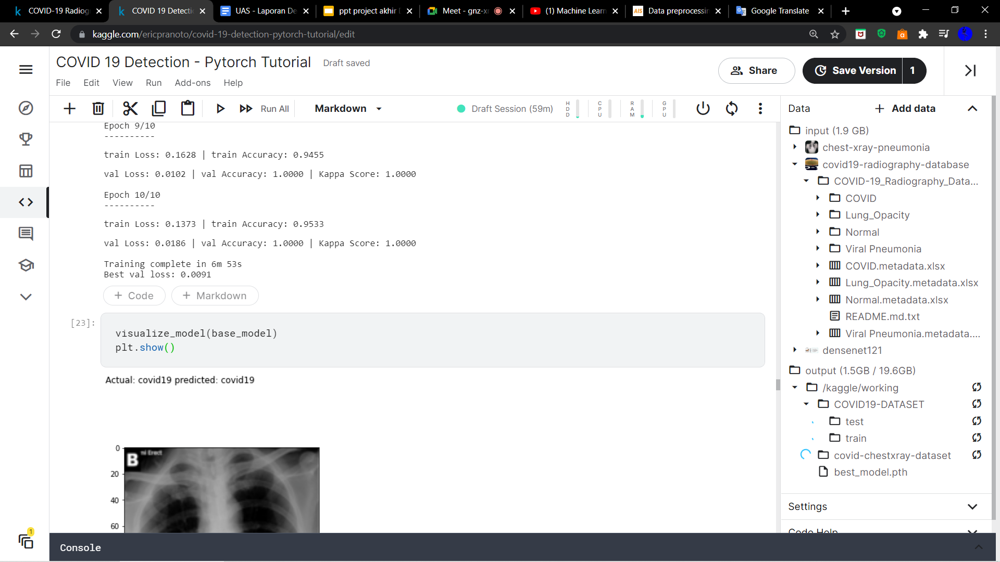 COVID-19 Radiog
COVID 19 Detectio
UAS - Laporan De
ppt project akhir
Meet - gnz-x
(1) Machine Learn
AIS Data preprocessin
Google Translate
kaggle.com/ericpranoto/covid-19-detection-pytorch-tutorial/edit
COVID 19 Detection - Pytorch Tutorial Draft saved
File Edit View Run Add-ons Help
Share
Save Version 1
Run All
Markdown
Draft Session (59m)
HDD
CPU
RAM
GPU
Epoch 9/10
----------
train Loss: 0.1628 | train Accuracy: 0.9455
val Loss: 0.0102 | val Accuracy: 1.0000 | Kappa Score: 1.0000
Epoch 10/10
----------
train Loss: 0.1373 | train Accuracy: 0.9533
val Loss: 0.0186 | val Accuracy: 1.0000 | Kappa Score: 1.0000
Training complete in 6m 53s
Best val loss: 0.0091
+ Code + Markdown
[23]:
visualize_model(base_model)
plt.show()
Actual: covid19 predicted: covid19
0
20
40
60
B
Erect
Data + Add data
input (1.9 GB)
chest-xray-pneumonia
covid19-radiography-database
COVID-19_Radiography_Data...
COVID
Lung_Opacity
Normal
Viral Pneumonia
COVID.metadata.xlsx
Lung_Opacity.metadata.xlsx
Normal.metadata.xlsx
README.md.txt
Viral Pneumonia.metadata....
densenet121
output (1.5GB / 19.6GB)
/kaggle/working
COVID19-DATASET
test
train
covid-chestxray-dataset
best_model.pth
Settings
Code Help
1
Console